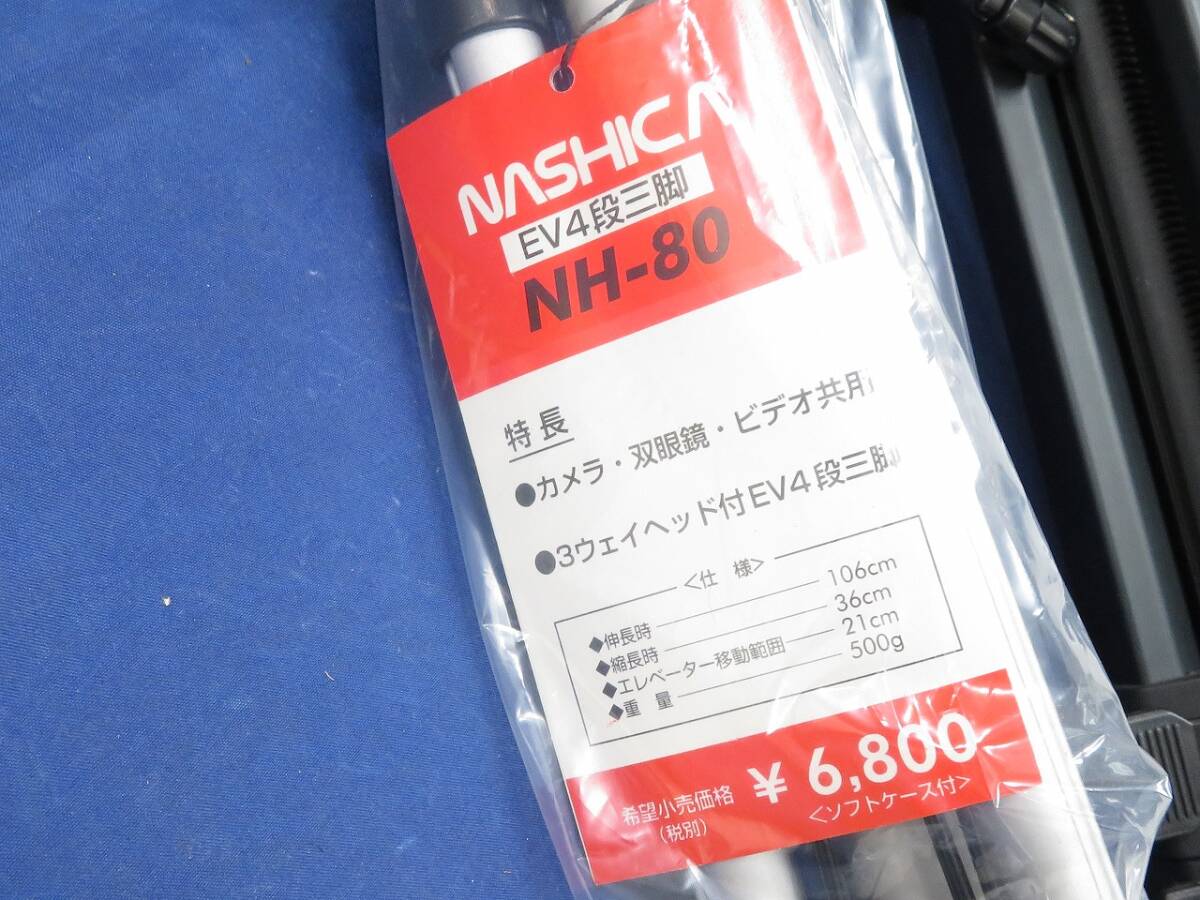 NASHICA
EV4段三脚
NH-80
特長
●カメラ・双眼鏡・ビデオ共用
●3ウェイヘッド付EV4段三脚
<仕 様>
◆伸長時 106cm
◆縮長時 36cm
◆エレベーター移動範囲 21cm
◆重 量 500g
希望小売価格 ¥6,800
(税別) <ソフトケース付>